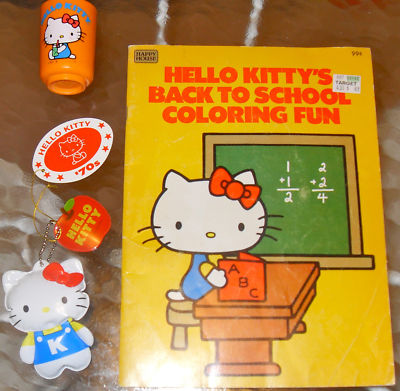 HELLO KITTY
HELLO KITTY
'70s
HELLO
KITTY
K
HAPPY
HOUSE
99¢
TARGET
HELLO KITTY'S
BACK TO SCHOOL
COLORING FUN
1
+1
2
2
+2
4
A
B
C